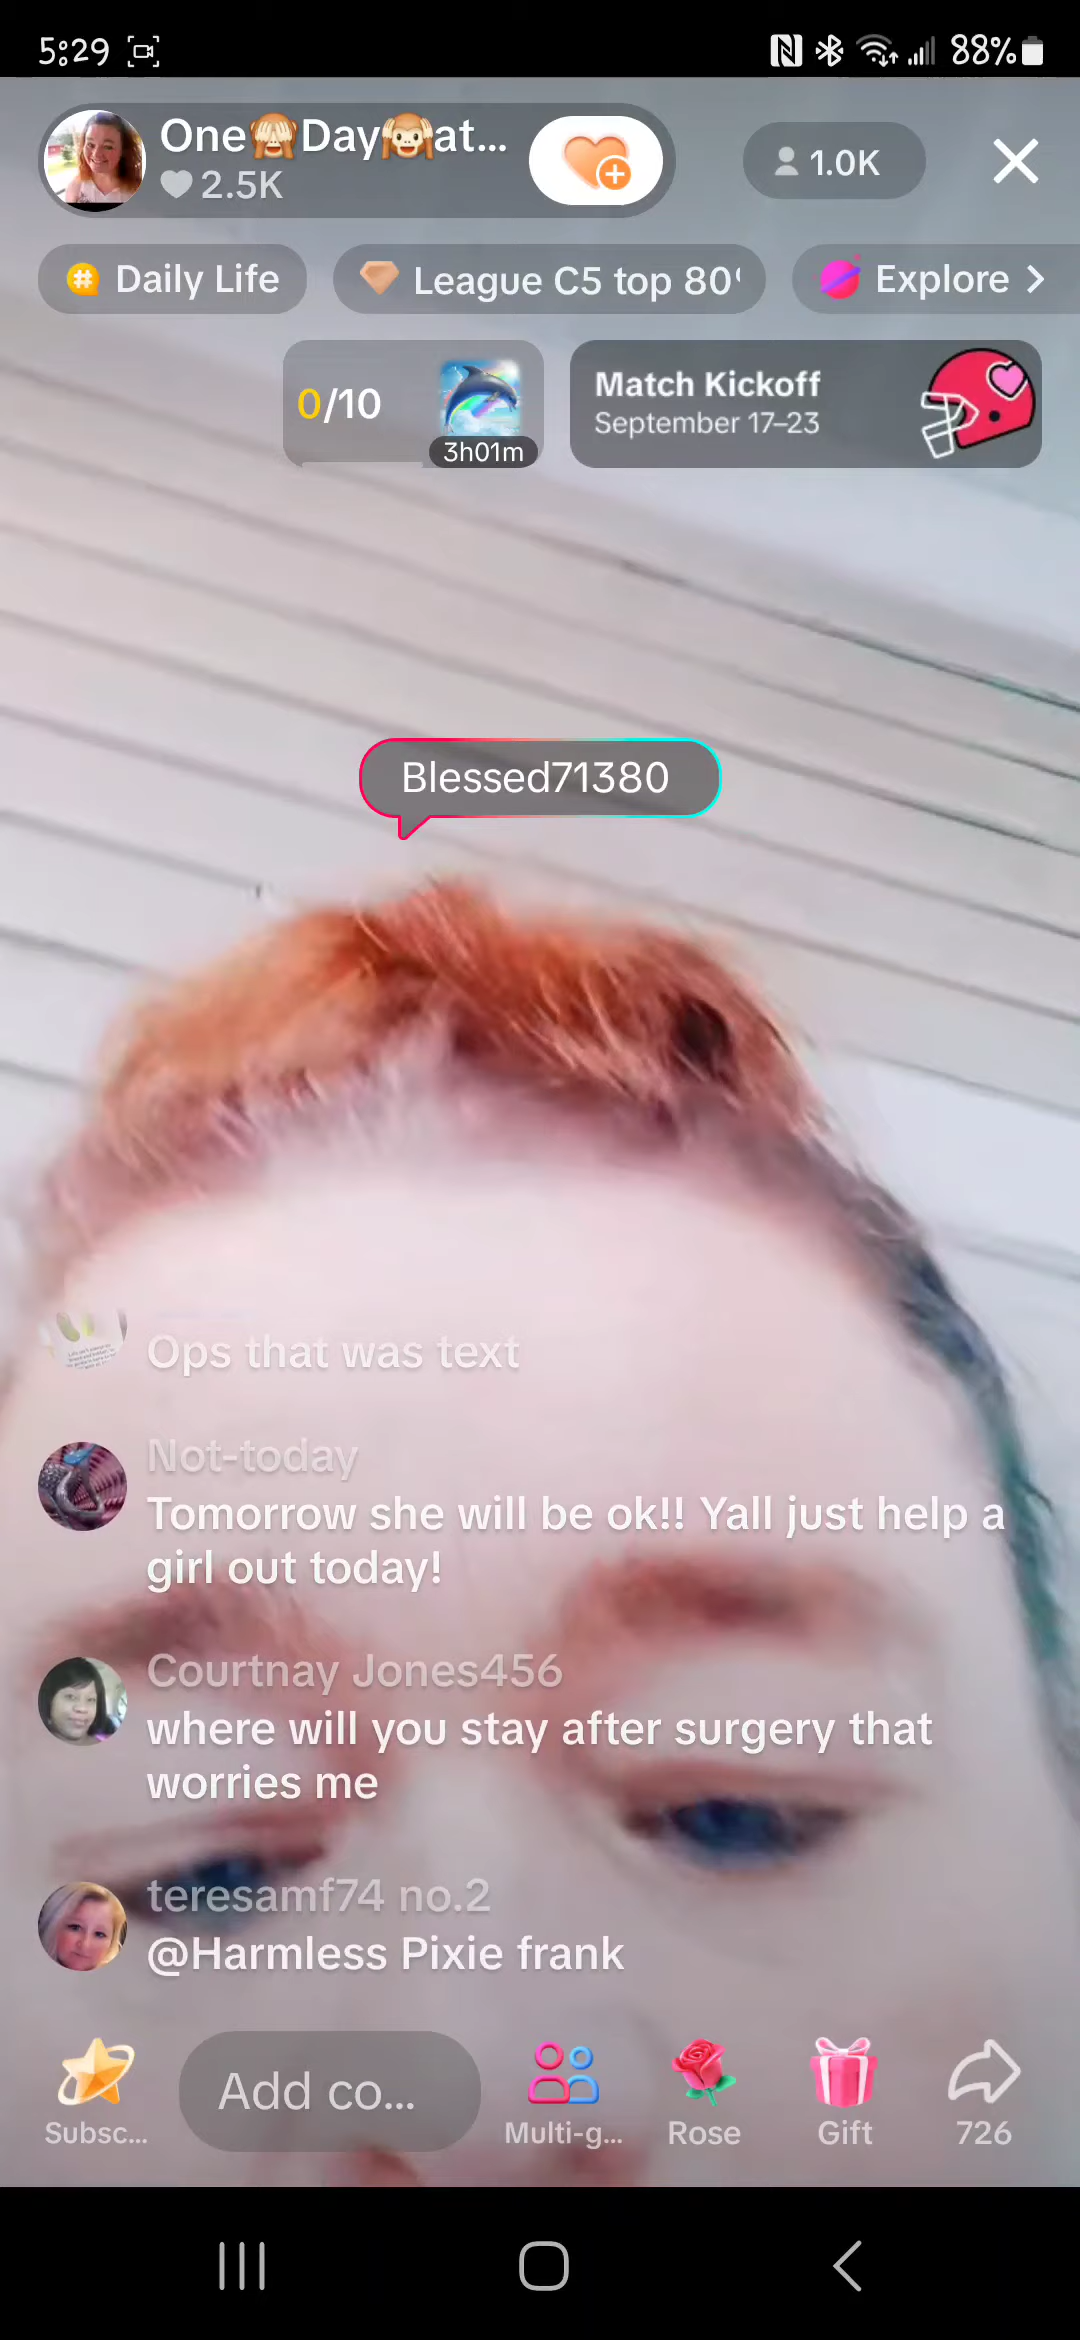 5:29
88%
One🙈Day🙉at...
2.5K
1.0K
Daily Life
League C5 top 80
Explore >
0/10
3h01m
Match Kickoff
September 17–23
Blessed71380
Ops that was text
Not-today
Tomorrow she will be ok!! Yall just help a
girl out today!
Courtnay Jones456
where will you stay after surgery that
worries me
teresamf74 no.2
@Harmless Pixie frank
Add co...
Subsc...
Multi-g...
Rose
Gift
726